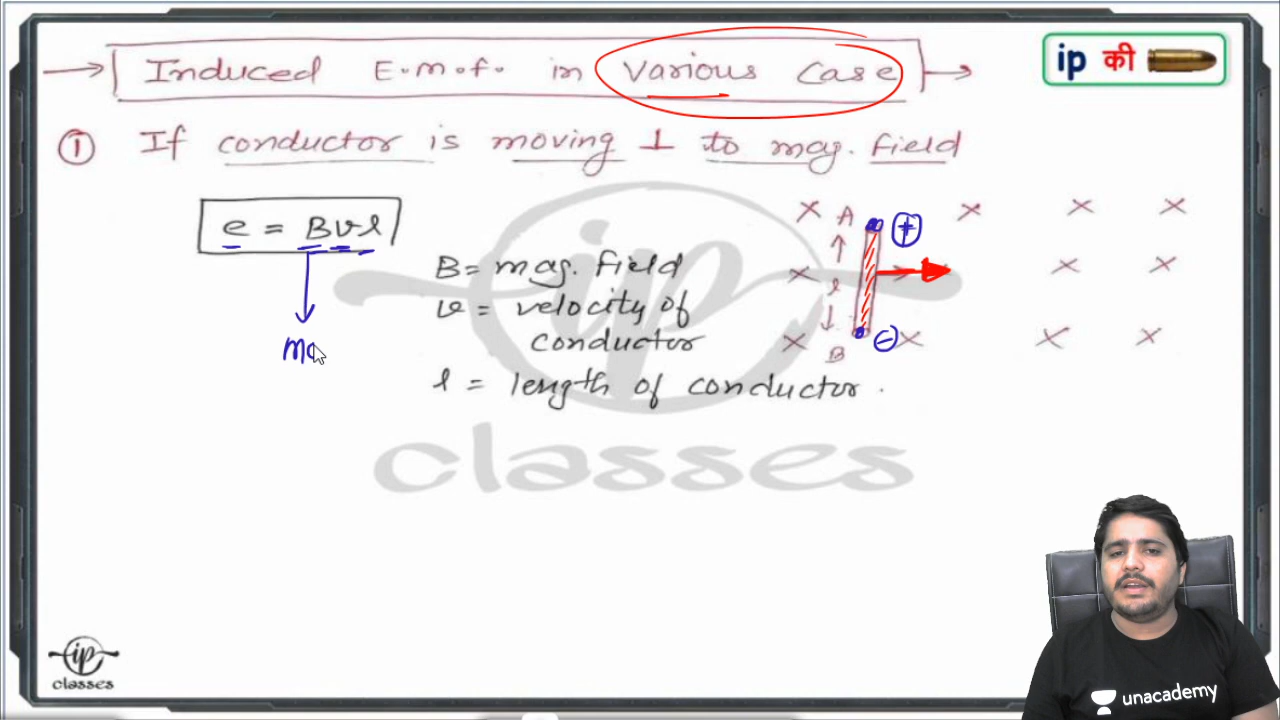 Induced E.m.f. in various case
ip की
① If conductor is moving ⊥ to mag. field
e = Bvl
B = mag. field
v = velocity of
conductor
l = length of conductor.
× A + × × ×
× l × × ×
× B − × × ×
ip
classes
ip
classes
unacademy